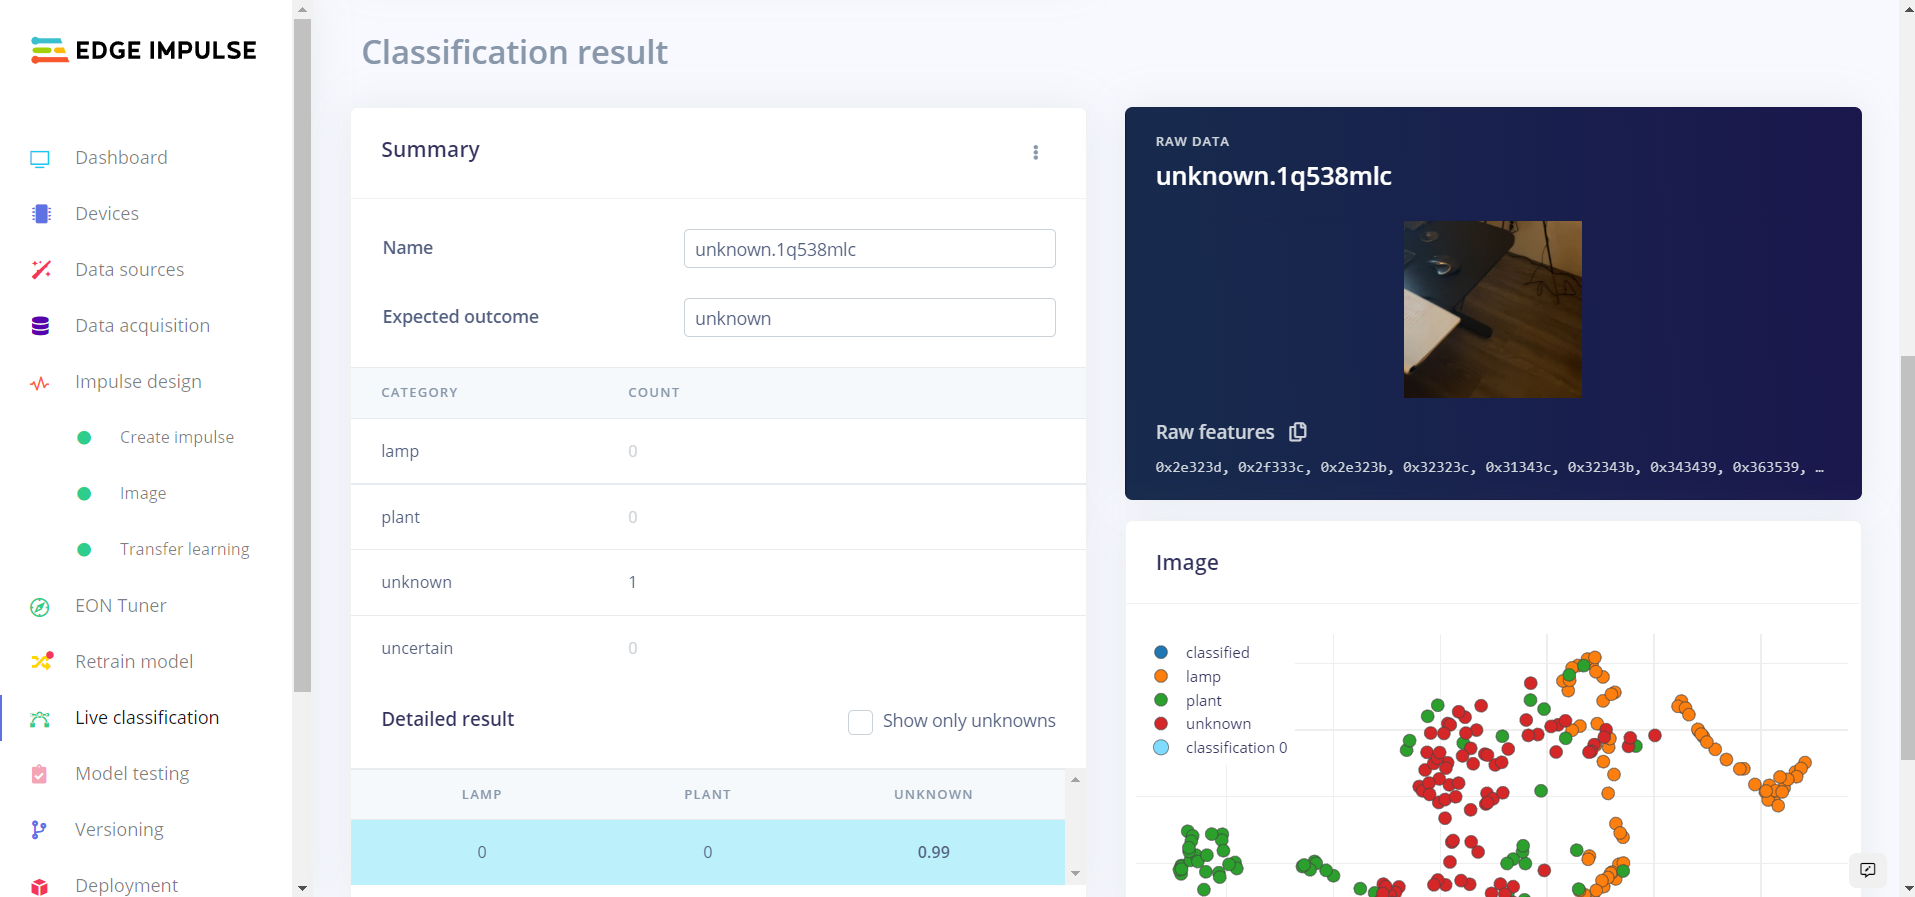 EDGE IMPULSE
Dashboard
Devices
Data sources
Data acquisition
Impulse design
Create impulse
Image
Transfer learning
EON Tuner
Retrain model
Live classification
Model testing
Versioning
Deployment
Classification result
Summary
Name
unknown.1q538mlc
Expected outcome
unknown
CATEGORY COUNT
lamp 0
plant 0
unknown 1
uncertain 0
Detailed result
Show only unknowns
LAMP PLANT UNKNOWN
0 0 0.99
RAW DATA
unknown.1q538mlc
Raw features
0x2e323d, 0x2f333c, 0x2e323b, 0x32323c, 0x31343c, 0x32343b, 0x343439, 0x363539, …
Image
classified
lamp
plant
unknown
classification 0